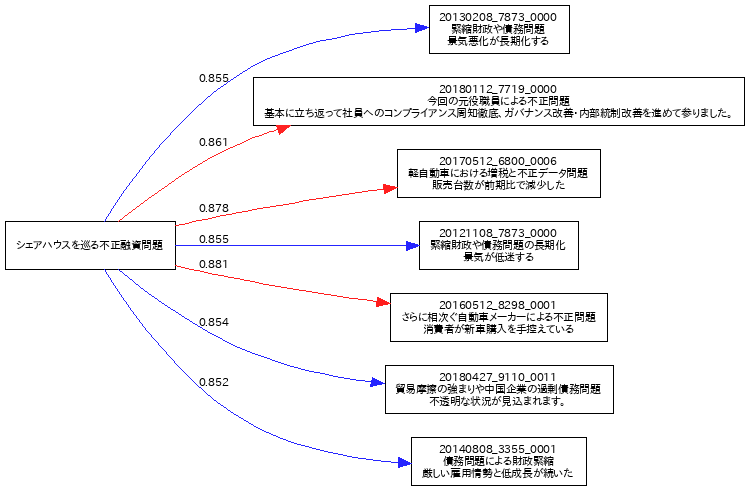 シェアハウスを巡る不正融資問題
0.855
20130208_7873_0000
緊縮財政や債務問題
景気悪化が長期化する
0.861
20180112_7719_0000
今回の元役職員による不正問題
基本に立ち返って社員へのコンプライアンス周知徹底、ガバナンス改善・内部統制改善を進めて参りました。
0.878
20170512_6800_0006
軽自動車における増税と不正データ問題
販売台数が前期比で減少した
0.855
20121108_7873_0000
緊縮財政や債務問題の長期化
景気が低迷する
0.881
20160512_8298_0001
さらに相次ぐ自動車メーカーによる不正問題
消費者が新車購入を手控えている
0.854
20180427_9110_0011
貿易摩擦の強まりや中国企業の過剰債務問題
不透明な状況が見込まれます。
0.852
20140808_3355_0001
債務問題による財政緊縮
厳しい雇用情勢と低成長が続いた